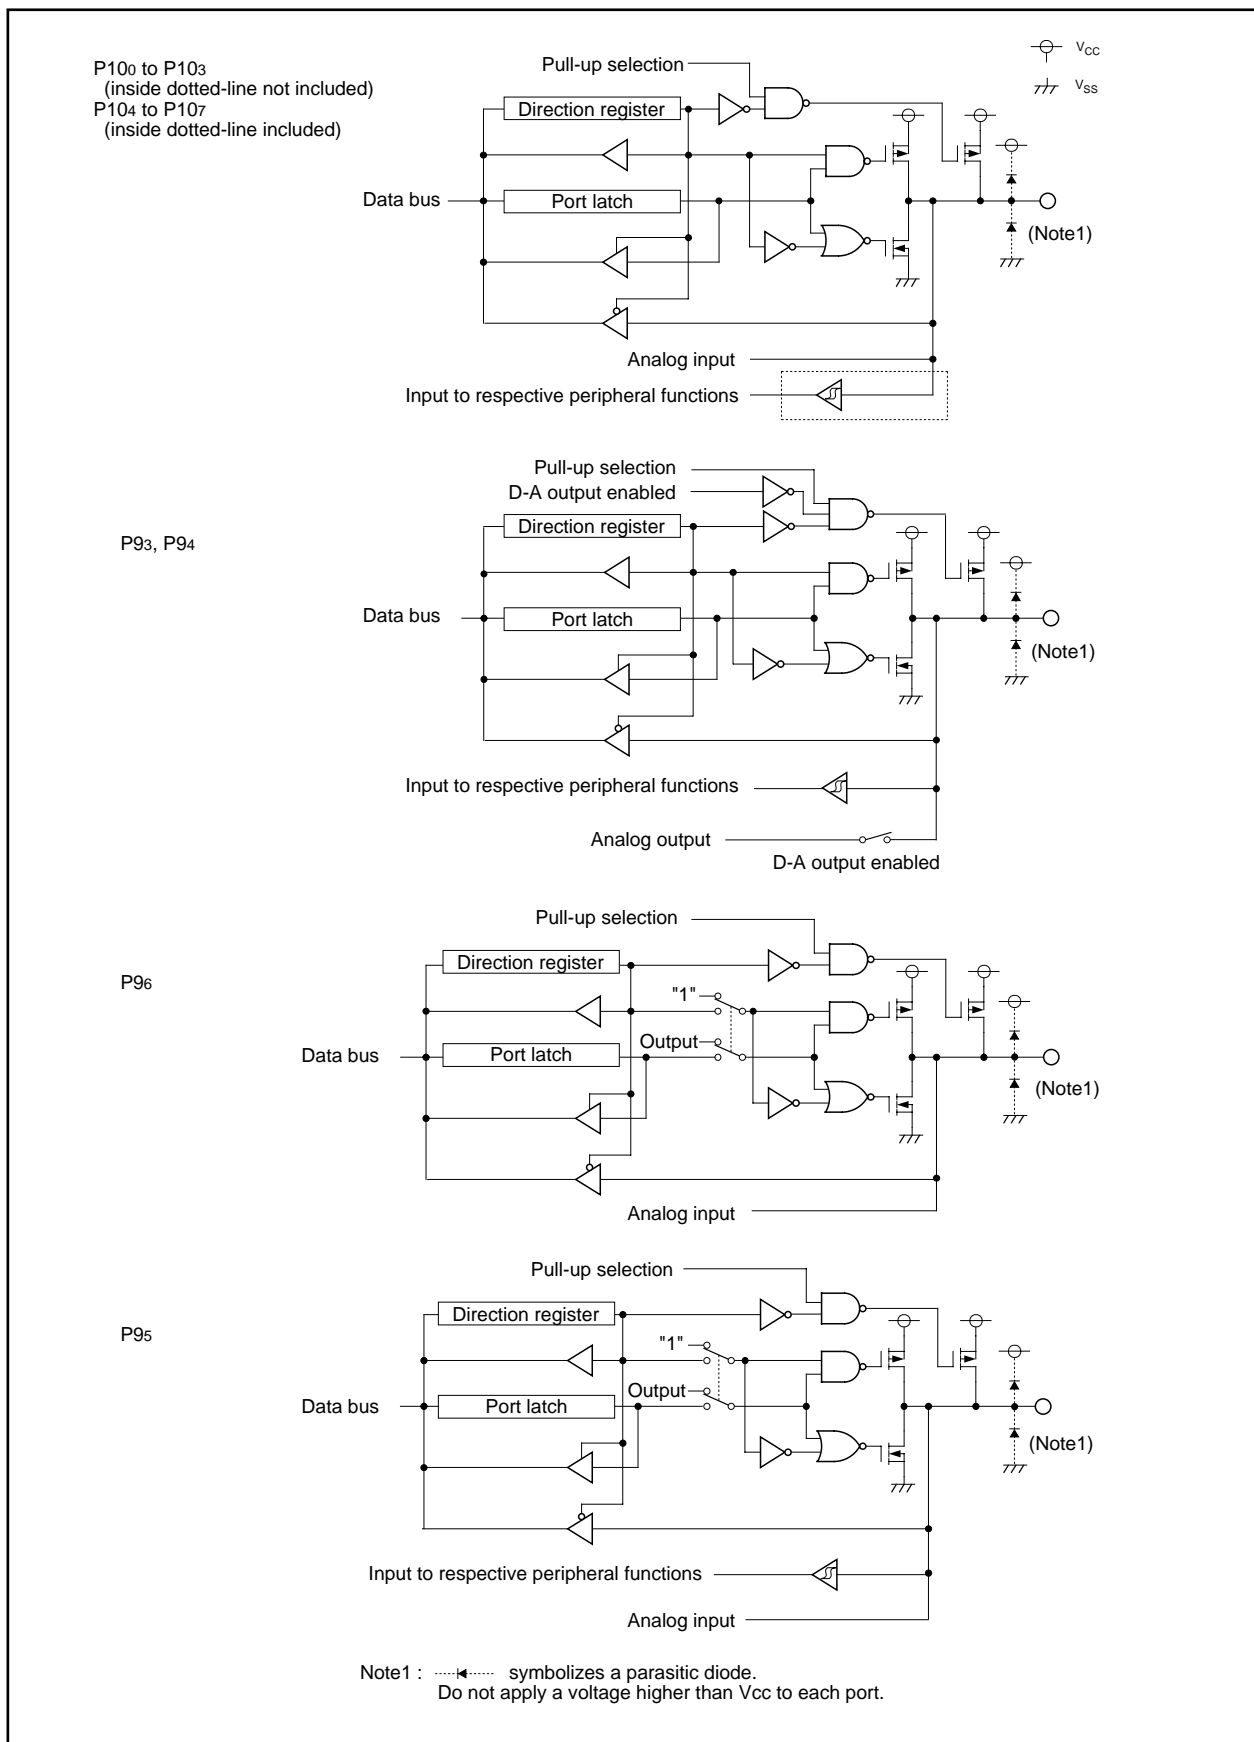 P100 to P103
(inside dotted-line not included)
P104 to P107
(inside dotted-line included)
VCC
VSS
Pull-up selection
Direction register
Data bus
Port latch
(Note1)
Analog input
Input to respective peripheral functions
P93, P94
Pull-up selection
D-A output enabled
Direction register
Data bus
Port latch
(Note1)
Input to respective peripheral functions
Analog output
D-A output enabled
P96
Pull-up selection
Direction register
"1"
Output
Data bus
Port latch
(Note1)
Analog input
P95
Pull-up selection
Direction register
"1"
Output
Data bus
Port latch
(Note1)
Input to respective peripheral functions
Analog input
Note1 : symbolizes a parasitic diode.
Do not apply a voltage higher than Vcc to each port.